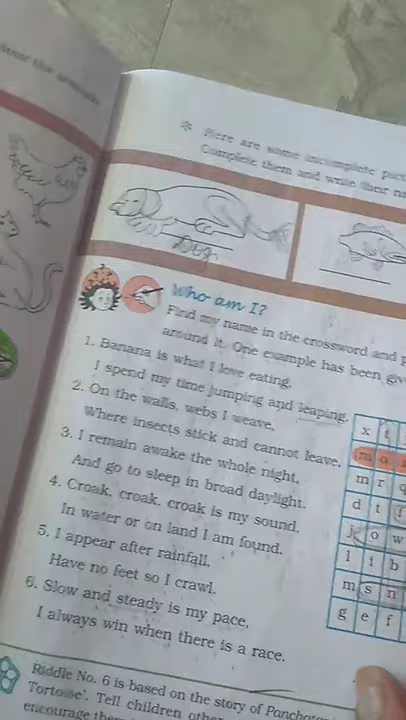 * Here are some incomplete
Complete them and write their
Dog
Who am I?
Find my name in the crossword and
around it. One example has been
1. Banana is what I love eating,
I spend my time jumping and leaping.
2. On the walls, webs I weave,
Where insects stick and cannot leave.
3. I remain awake the whole night,
And go to sleep in broad daylight.
4. Croak, croak, croak is my sound,
In water or on land I am found.
5. I appear after rainfall,
Have no feet so I crawl.
6. Slow and steady is my pace,
I always win when there is a race.
x t
m o
m r
d t f
j o w
l i b
m s n
g e f
Riddle No. 6 is based on the story of
Tortoise'. Tell children
encourage